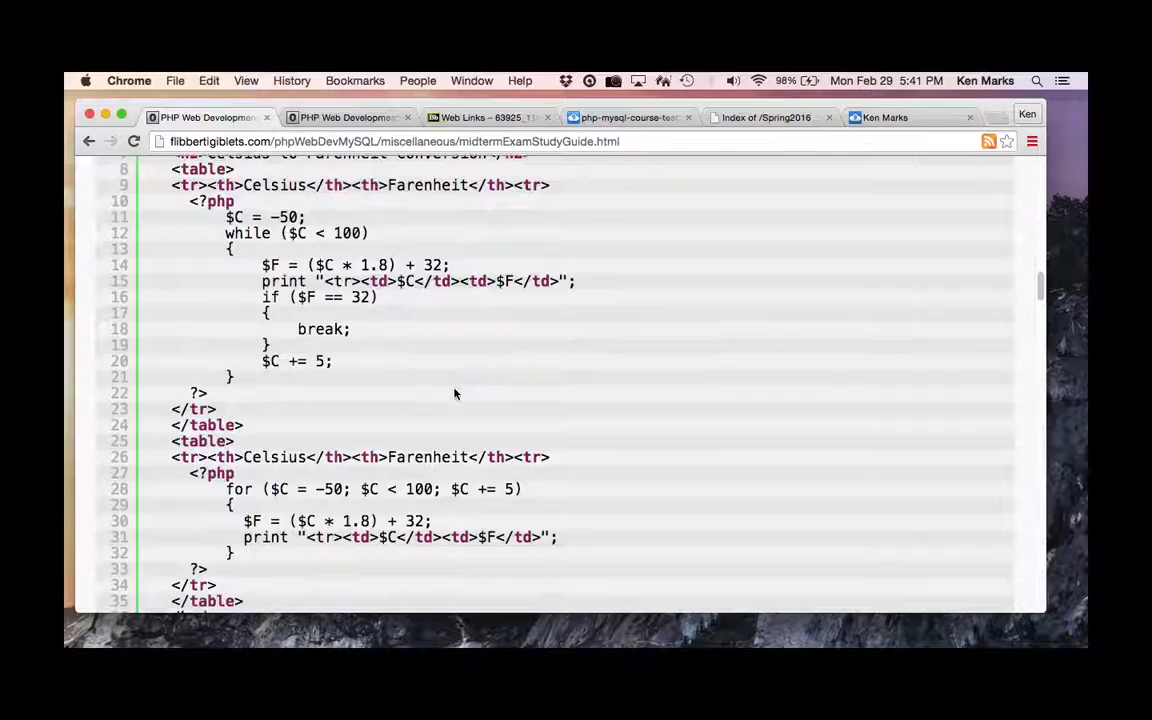 Chrome File Edit View History Bookmarks People Window Help 98% Mon Feb 29 5:41 PM Ken Marks
PHP Web Developmen PHP Web Developmen Web Links – 63925_11 php-mysql-course-test Index of /Spring2016 Ken Marks Ken
flibbertigiblets.com/phpWebDevMySQL/miscellaneous/midtermExamStudyGuide.html
8 <table>
9 <tr><th>Celsius</th><th>Farenheit</th><tr>
10 <?php
11 $C = -50;
12 while ($C < 100)
13 {
14 $F = ($C * 1.8) + 32;
15 print "<tr><td>$C</td><td>$F</td>";
16 if ($F == 32)
17 {
18 break;
19 }
20 $C += 5;
21 }
22 ?>
23 </tr>
24 </table>
25 <table>
26 <tr><th>Celsius</th><th>Farenheit</th><tr>
27 <?php
28 for ($C = -50; $C < 100; $C += 5)
29 {
30 $F = ($C * 1.8) + 32;
31 print "<tr><td>$C</td><td>$F</td>";
32 }
33 ?>
34 </tr>
35 </table>